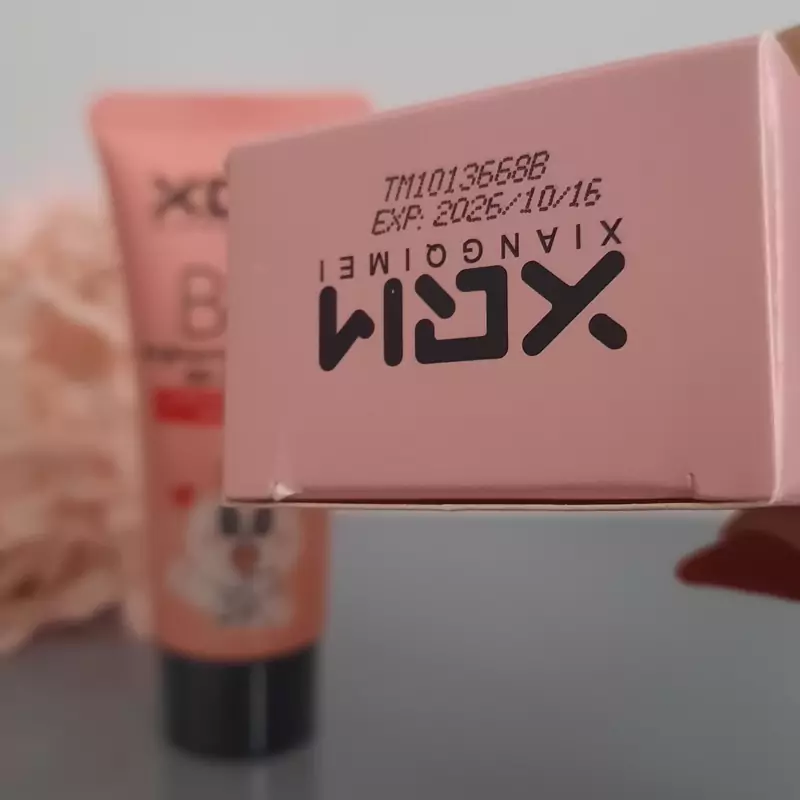 TM1013668B
EXP: 2026/10/16
XIANGQIMEI
XQM